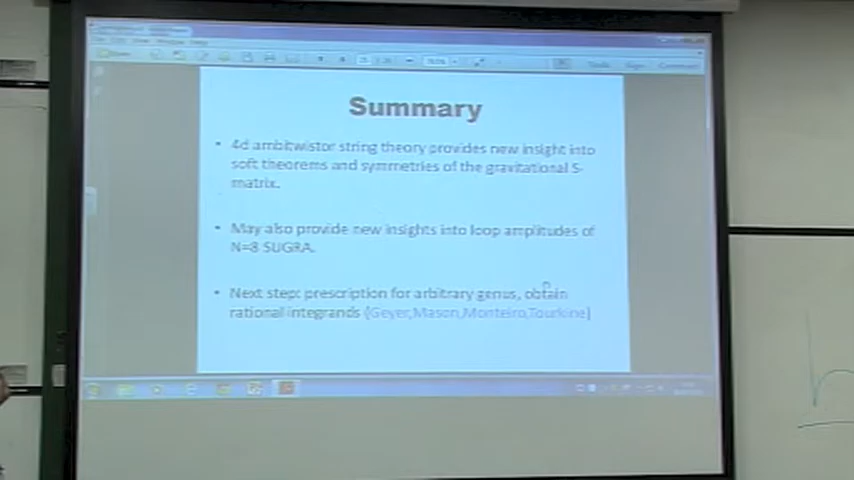 Summary
• 4d ambitwistor string theory provides new insight into
soft theorems and symmetries of the gravitational S-
matrix.
• May also provide new insights into loop amplitudes of
N=8 SUGRA.
• Next step: prescription for arbitrary genus, obtain
rational integrands (Geyer,Mason,Monteiro,Tourkine)